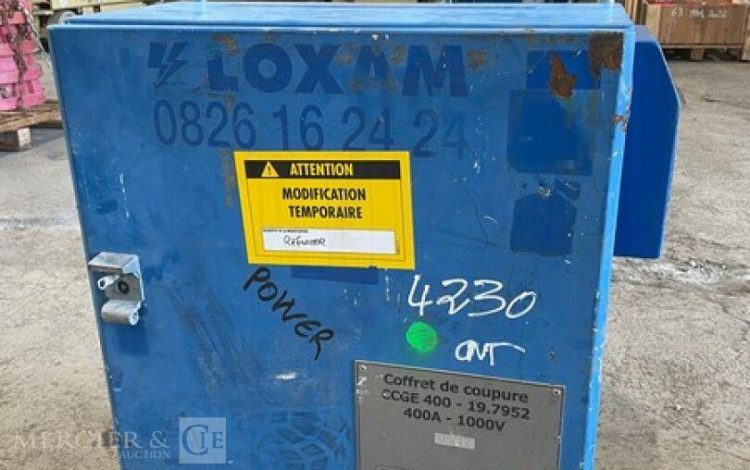 LOXAM
0826 16 24 24
ATTENTION
MODIFICATION
TEMPORAIRE
POWER
4230
Coffret de coupure
CCGE 400 - 19.7952
400A - 1000V
MERCIER & CIE
AUCTION